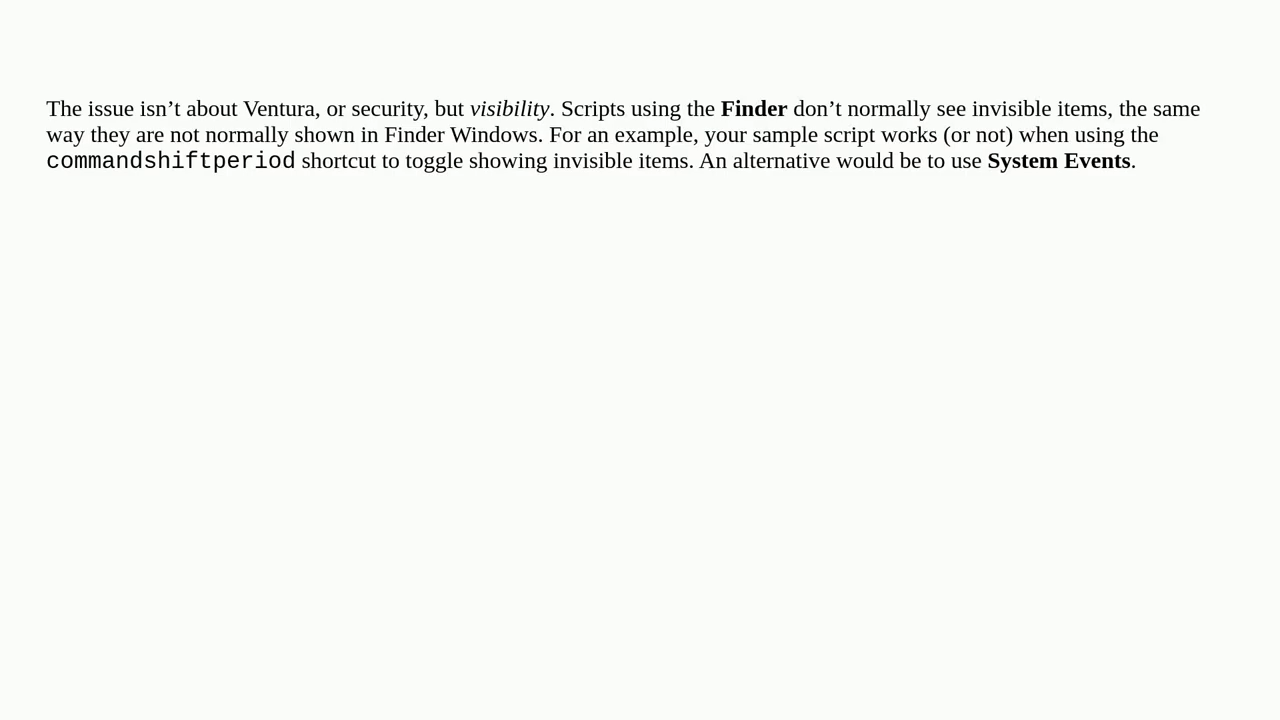 The issue isn’t about Ventura, or security, but visibility. Scripts using the Finder don’t normally see invisible items, the same
way they are not normally shown in Finder Windows. For an example, your sample script works (or not) when using the
commandshiftperiod shortcut to toggle showing invisible items. An alternative would be to use System Events.